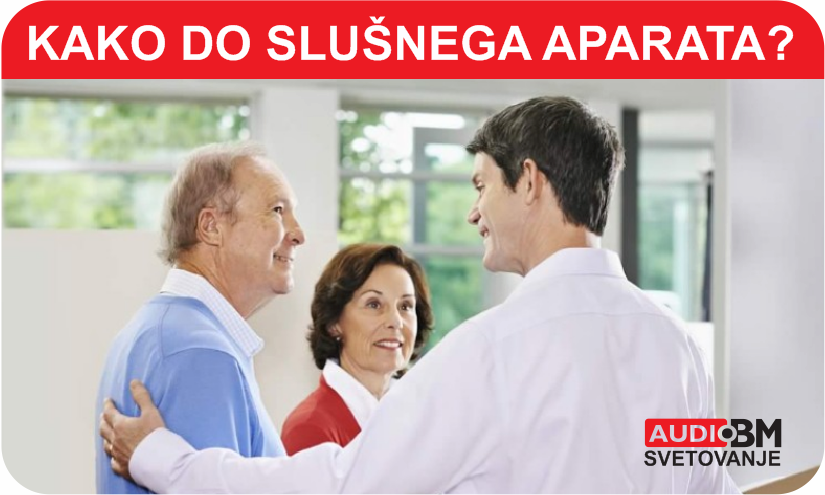 KAKO DO SLUŠNEGA APARATA?
AUDIO BM
SVETOVANJE